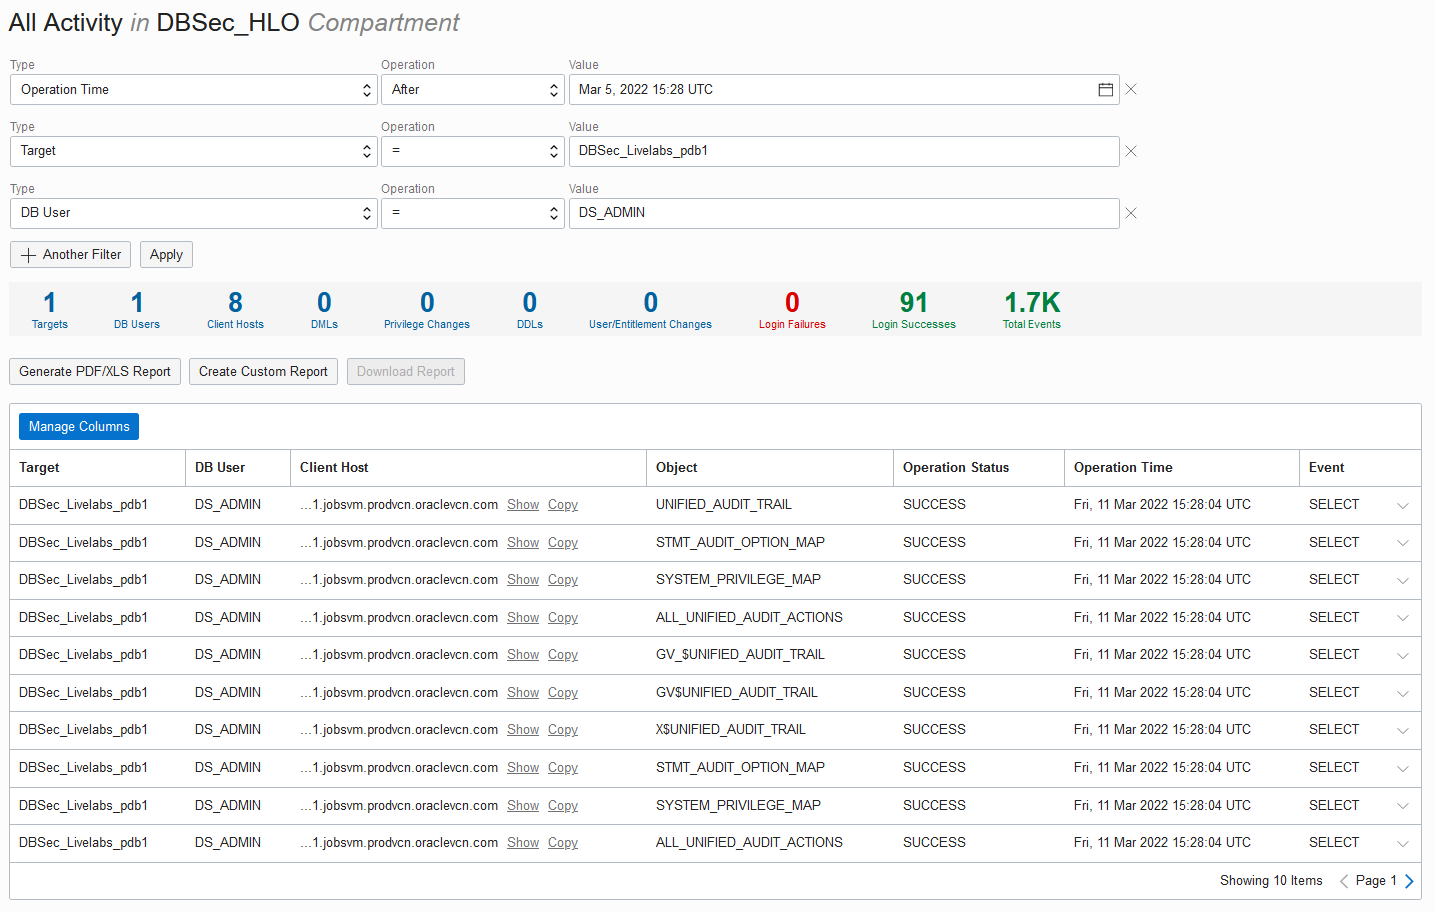 All Activity in DBSec_HLO Compartment
Type Operation Value
Operation Time After Mar 5, 2022 15:28 UTC
Type Operation Value
Target = DBSec_Livelabs_pdb1
Type Operation Value
DB User = DS_ADMIN
Another Filter Apply
1 1 8 0 0 0 0 0 91 1.7K
Targets DB Users Client Hosts DMLs Privilege Changes DDLs User/Entitlement Changes Login Failures Login Successes Total Events
Generate PDF/XLS Report Create Custom Report Download Report
Manage Columns
Target DB User Client Host Object Operation Status Operation Time Event
DBSec_Livelabs_pdb1 DS_ADMIN ...1.jobsvm.prodvcn.oraclevcn.com Show Copy UNIFIED_AUDIT_TRAIL SUCCESS Fri, 11 Mar 2022 15:28:04 UTC SELECT
DBSec_Livelabs_pdb1 DS_ADMIN ...1.jobsvm.prodvcn.oraclevcn.com Show Copy STMT_AUDIT_OPTION_MAP SUCCESS Fri, 11 Mar 2022 15:28:04 UTC SELECT
DBSec_Livelabs_pdb1 DS_ADMIN ...1.jobsvm.prodvcn.oraclevcn.com Show Copy SYSTEM_PRIVILEGE_MAP SUCCESS Fri, 11 Mar 2022 15:28:04 UTC SELECT
DBSec_Livelabs_pdb1 DS_ADMIN ...1.jobsvm.prodvcn.oraclevcn.com Show Copy ALL_UNIFIED_AUDIT_ACTIONS SUCCESS Fri, 11 Mar 2022 15:28:04 UTC SELECT
DBSec_Livelabs_pdb1 DS_ADMIN ...1.jobsvm.prodvcn.oraclevcn.com Show Copy GV_$UNIFIED_AUDIT_TRAIL SUCCESS Fri, 11 Mar 2022 15:28:04 UTC SELECT
DBSec_Livelabs_pdb1 DS_ADMIN ...1.jobsvm.prodvcn.oraclevcn.com Show Copy GV$UNIFIED_AUDIT_TRAIL SUCCESS Fri, 11 Mar 2022 15:28:04 UTC SELECT
DBSec_Livelabs_pdb1 DS_ADMIN ...1.jobsvm.prodvcn.oraclevcn.com Show Copy X$UNIFIED_AUDIT_TRAIL SUCCESS Fri, 11 Mar 2022 15:28:04 UTC SELECT
DBSec_Livelabs_pdb1 DS_ADMIN ...1.jobsvm.prodvcn.oraclevcn.com Show Copy STMT_AUDIT_OPTION_MAP SUCCESS Fri, 11 Mar 2022 15:28:04 UTC SELECT
DBSec_Livelabs_pdb1 DS_ADMIN ...1.jobsvm.prodvcn.oraclevcn.com Show Copy SYSTEM_PRIVILEGE_MAP SUCCESS Fri, 11 Mar 2022 15:28:04 UTC SELECT
DBSec_Livelabs_pdb1 DS_ADMIN ...1.jobsvm.prodvcn.oraclevcn.com Show Copy ALL_UNIFIED_AUDIT_ACTIONS SUCCESS Fri, 11 Mar 2022 15:28:04 UTC SELECT
Showing 10 Items Page 1